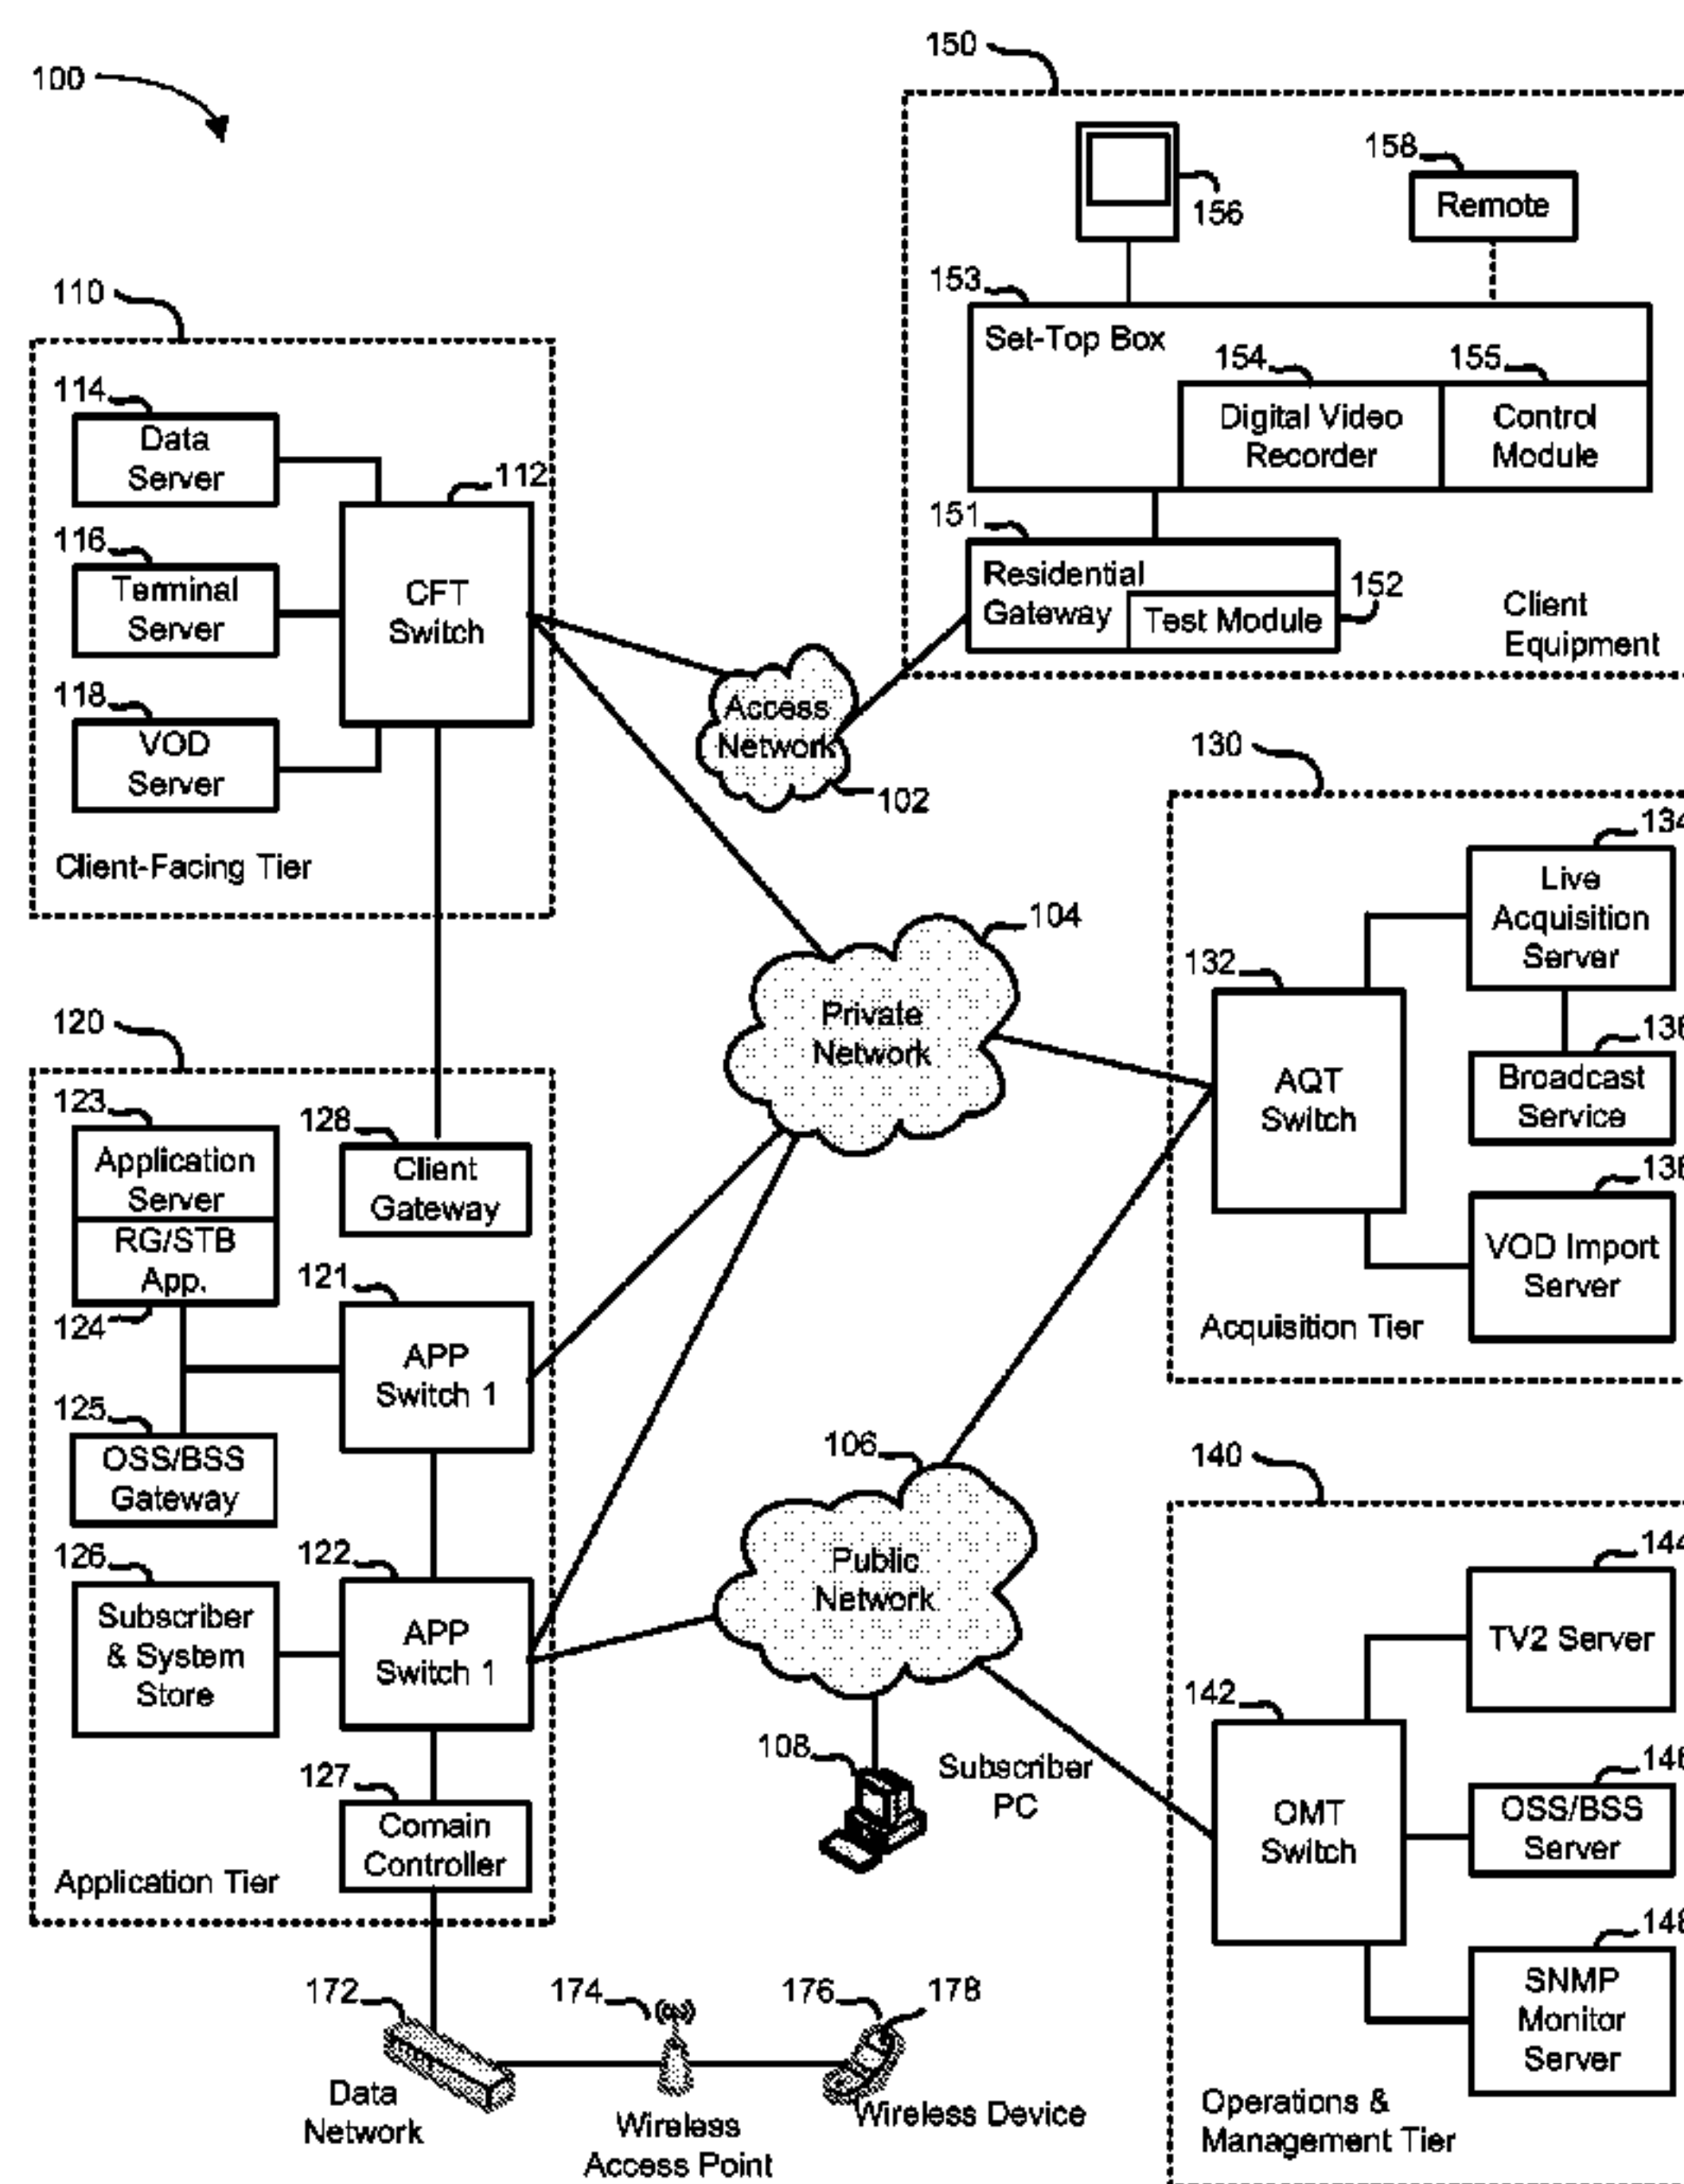 100
150
156
158
Remote
153
Set-Top Box
154
Digital Video
Recorder
155
Control
Module
151
Residential
Gateway
152
Test Module
Client
Equipment
110
114
Data
Server
112
CFT
Switch
116
Terminal
Server
118
VOD
Server
Client-Facing Tier
Access
Network
102
104
Private
Network
130
134
Live
Acquisition
Server
132
AQT
Switch
Broadcast
Service
VOD Import
Server
Acquisition Tier
120
123
Application
Server
RG/STB
App.
124
128
Client
Gateway
121
APP
Switch 1
125
OSS/BSS
Gateway
126
Subscriber
& System
Store
122
APP
Switch 1
127
Comain
Controller
Application Tier
106
Public
Network
108
Subscriber
PC
140
144
TV2 Server
142
OMT
Switch
146
OSS/BSS
Server
148
SNMP
Monitor
Server
Operations &
Management Tier
172
Data
Network
174
Wireless
Access Point
176
178
Wireless Device